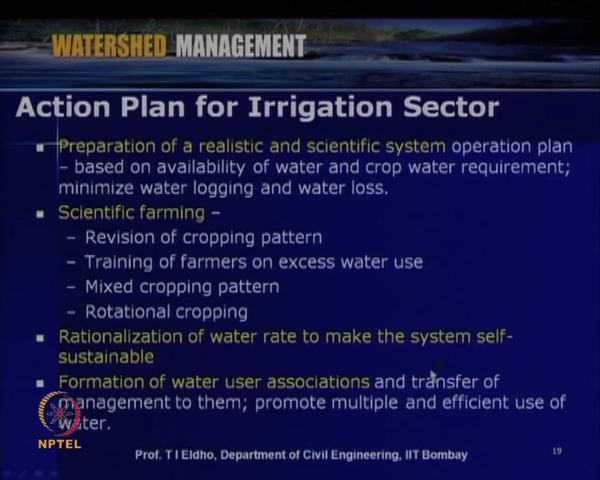 WATERSHED MANAGEMENT
Action Plan for Irrigation Sector
▪ Preparation of a realistic and scientific system operation plan
– based on availability of water and crop water requirement;
minimize water logging and water loss.
▪ Scientific farming –
– Revision of cropping pattern
– Training of farmers on excess water use
– Mixed cropping pattern
– Rotational cropping
▪ Rationalization of water rate to make the system self-
sustainable
▪ Formation of water user associations and transfer of
management to them; promote multiple and efficient use of
water.
NPTEL
Prof. T I Eldho, Department of Civil Engineering, IIT Bombay
19